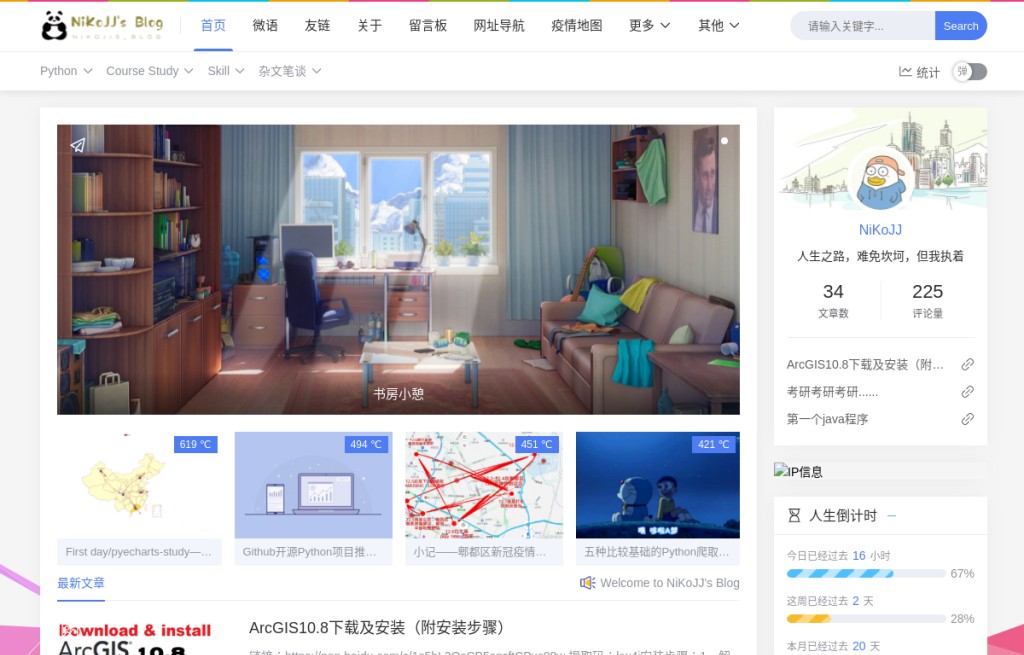 NiKoJJ's Blog
NIKOJJS_BLOG
首页 微语 友链 关于 留言板 网址导航 疫情地图 更多 其他
请输入关键字... Search
Python Course Study Skill 杂文笔谈
统计 弹
书房小憩
NiKoJJ
人生之路，难免坎坷，但我执着
34 225
文章数 评论量
ArcGIS10.8下载及安装（附...
考研考研考研......
第一个java程序
IP信息
619 ℃ 494 ℃ 451 ℃ 421 ℃
First day/pyecharts-study—... Github开源Python项目推... 小记——郫都区新冠疫情... 五种比较基础的Python爬取...
人生倒计时
最新文章 Welcome to NiKoJJ's Blog
今日已经过去 16 小时
67%
这周已经过去 2 天
28%
本月已经过去 20 天
Download & install
ArcGIS 10.8
ArcGIS10.8下载及安装（附安装步骤）